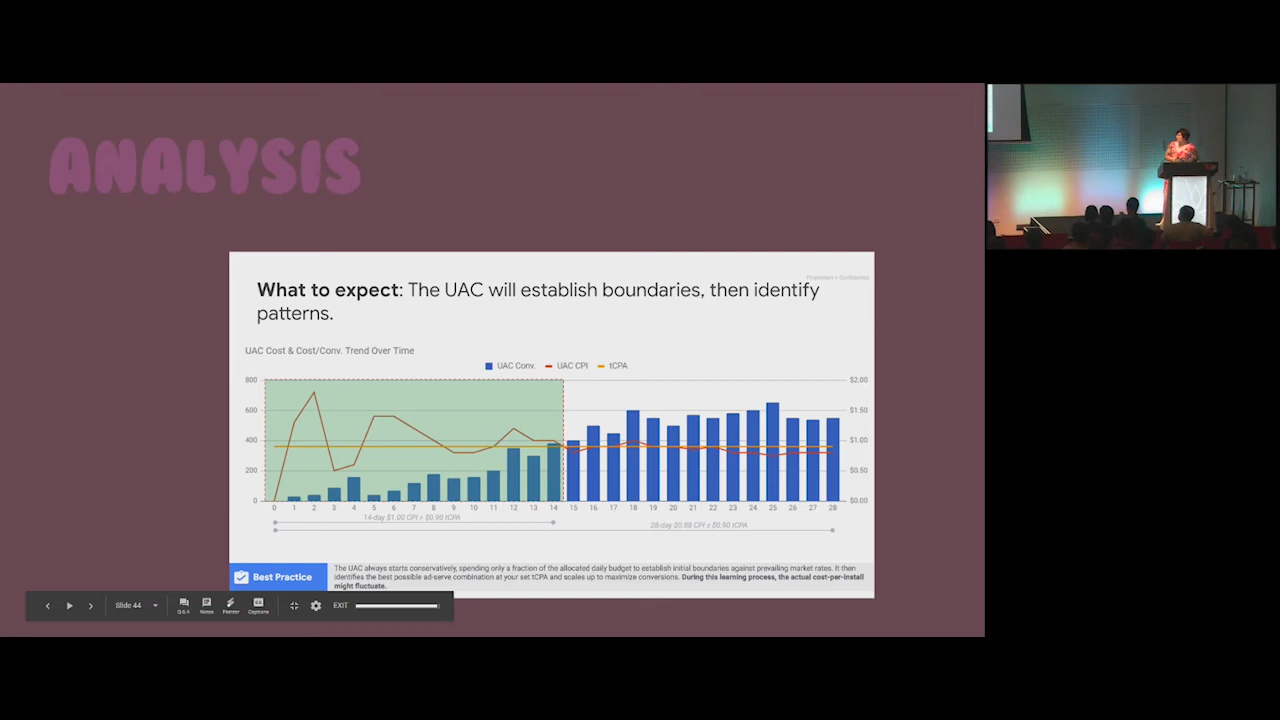 ANALYSIS
Proprietary + Confidential
What to expect: The UAC will establish boundaries, then identify
patterns.
UAC Cost & Cost/Conv. Trend Over Time
UAC Conv. UAC CPI tCPA
800 $2.00
600 $1.50
400 $1.00
200 $0.50
0 $0.00
0 1 2 3 4 5 6 7 8 9 10 11 12 13 14 15 16 17 18 19 20 21 22 23 24 25 26 27 28
14-day $1.00 CPI > $0.90 tCPA
28-day $0.88 CPI ≤ $0.90 tCPA
Best Practice
The UAC always starts conservatively, spending only a fraction of the allocated daily budget to establish initial boundaries against prevailing market rates. It then
identifies the best possible ad-serve combination at your set tCPA and scales up to maximize conversions. During this learning process, the actual cost-per-install
might fluctuate.
Slide 44
Q&A Notes Pointer Captions
EXIT